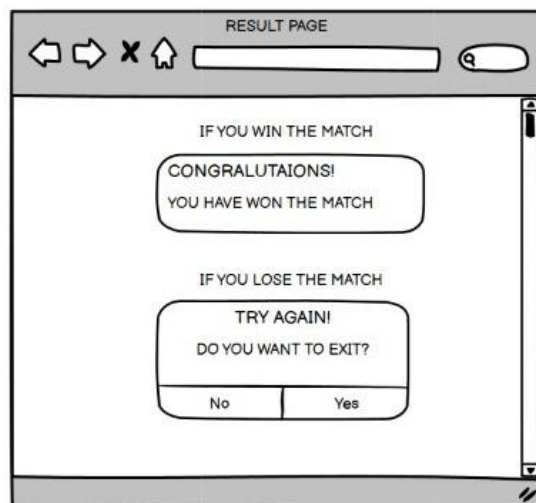 RESULT PAGE
IF YOU WIN THE MATCH
CONGRALUTAIONS!
YOU HAVE WON THE MATCH
IF YOU LOSE THE MATCH
TRY AGAIN!
DO YOU WANT TO EXIT?
No Yes